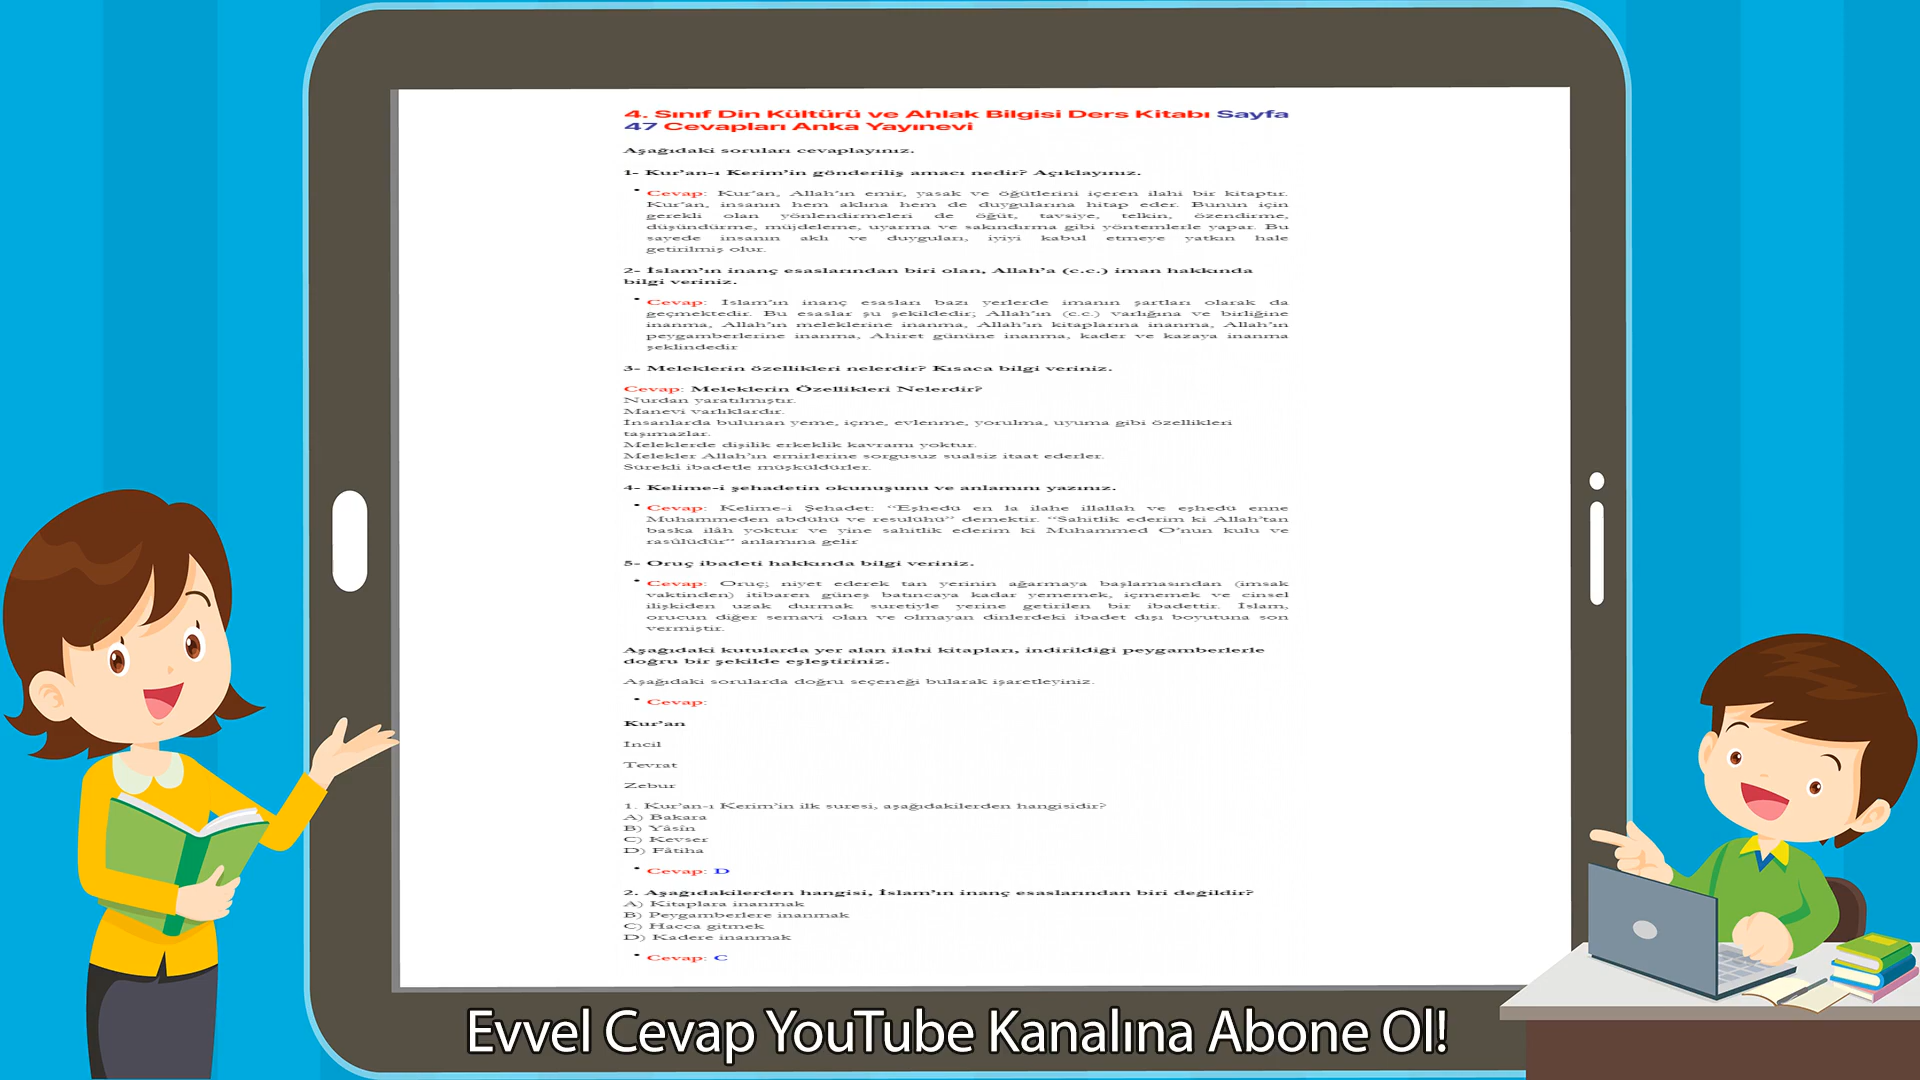 4. Sınıf Din Kültürü ve Ahlak Bilgisi Ders Kitabı Sayfa
47 Cevapları Anka Yayınevi
Aşağıdaki soruları cevaplayınız.
1- Kur'an-ı Kerim'in gönderiliş amacı nedir? Açıklayınız.
• Cevap: Kur'an, Allah'ın emir, yasak ve öğütlerini içeren ilahi bir kitaptır.
Kur'an, insanın hem aklına hem de duygularına hitap eder. Bunun için
gerekli olan yönlendirmeleri de öğüt, tavsiye, telkin, özendirme,
düşündürme, müjdeleme, uyarma ve sakındırma gibi yöntemlerle yapar. Bu
sayede insanın aklı ve duyguları, iyiyi kabul etmeye yatkın hale
getirilmiş olur.
2- İslam'ın inanç esaslarından biri olan, Allah'a (c.c.) iman hakkında
bilgi veriniz.
• Cevap: İslam'ın inanç esasları bazı yerlerde imanın şartları olarak da
geçmektedir. Bu esaslar şu şekildedir; Allah'ın (c.c.) varlığına ve birliğine
inanma, Allah'ın meleklerine inanma, Allah'ın kitaplarına inanma, Allah'ın
peygamberlerine inanma, Ahiret gününe inanma, kader ve kazaya inanma
şeklindedir
3- Meleklerin özellikleri nelerdir? Kısaca bilgi veriniz.
Cevap: Meleklerin Özellikleri Nelerdir?
Nurdan yaratılmıştır.
Manevi varlıklardır.
İnsanlarda bulunan yeme, içme, evlenme, yorulma, uyuma gibi özellikleri
taşımazlar.
Meleklerde dişilik erkeklik kavramı yoktur.
Melekler Allah'ın emirlerine sorgusuz sualsiz itaat ederler.
Sürekli ibadetle müşküldürler.
4- Kelime-i şehadetin okunuşunu ve anlamını yazınız.
• Cevap: Kelime-i Şehadet: "Eşhedü en la ilahe illallah ve eşhedü enne
Muhammeden abdühü ve resulühü" demektir. "Sahitlik ederim ki Allah'tan
baska ilâh yoktur ve yine sahitlik ederim ki Muhammed O'nun kulu ve
rasûlüdür" anlamına gelir
5- Oruç ibadeti hakkında bilgi veriniz.
• Cevap: Oruç; niyet ederek tan yerinin ağarmaya başlamasından (imsak
vaktinden) itibaren güneş batıncaya kadar yememek, içmemek ve cinsel
ilişkiden uzak durmak suretiyle yerine getirilen bir ibadettir. İslam,
orucun diğer semavi olan ve olmayan dinlerdeki ibadet dışı boyutuna son
vermiştir.
Aşağıdaki kutularda yer alan ilahi kitapları, indirildiği peygamberlerle
doğru bir şekilde eşleştiriniz.
Aşağıdaki sorularda doğru seçeneği bularak işaretleyiniz.
• Cevap:
Kur'an
İncil
Tevrat
Zebur
1. Kur'an-ı Kerim'in ilk suresi, aşağıdakilerden hangisidir?
A) Bakara
B) Yâsîn
C) Kevser
D) Fâtiha
• Cevap: D
2. Aşağıdakilerden hangisi, İslam'ın inanç esaslarından biri değildir?
A) Kitaplara inanmak
B) Peygamberlere inanmak
C) Hacca gitmek
D) Kadere inanmak
• Cevap: C
Evvel Cevap YouTube Kanalına Abone Ol!